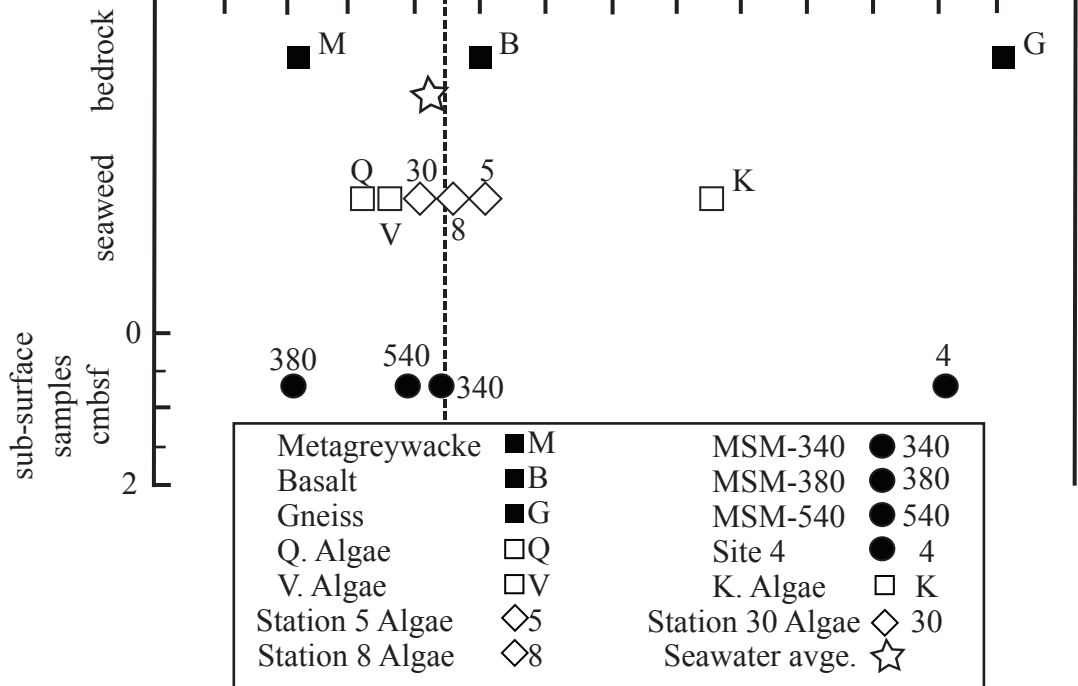 bedrock
M
B
G
seaweed
Q
30
5
K
V
8
sub-surface
samples
cmbsf
0
380
540
4
340
2
Metagreywacke M
Basalt B
Gneiss G
Q. Algae Q
V. Algae V
Station 5 Algae 5
Station 8 Algae 8
MSM-340 340
MSM-380 380
MSM-540 540
Site 4 4
K. Algae K
Station 30 Algae 30
Seawater avge.